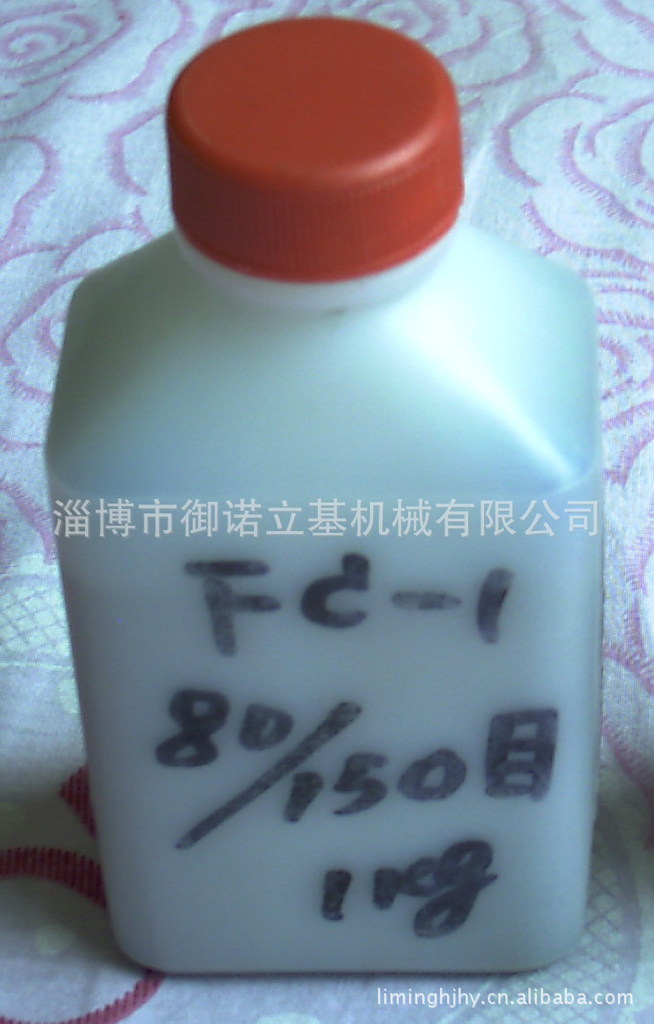 淄博市御诺立基机械有限公司
FC-1
80/150目
1Kg
liminghjhy.cn.alibaba.com